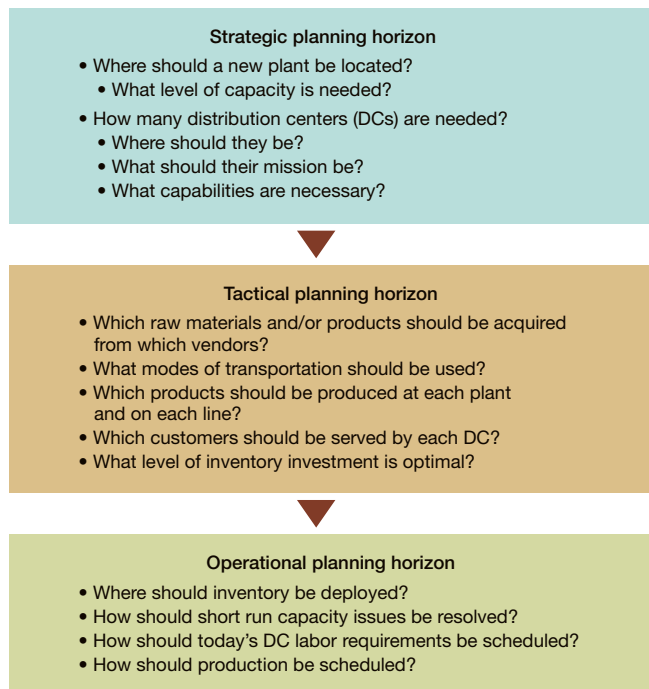 Strategic planning horizon
• Where should a new plant be located?
• What level of capacity is needed?
• How many distribution centers (DCs) are needed?
• Where should they be?
• What should their mission be?
• What capabilities are necessary?
Tactical planning horizon
• Which raw materials and/or products should be acquired
from which vendors?
• What modes of transportation should be used?
• Which products should be produced at each plant
and on each line?
• Which customers should be served by each DC?
• What level of inventory investment is optimal?
Operational planning horizon
• Where should inventory be deployed?
• How should short run capacity issues be resolved?
• How should today’s DC labor requirements be scheduled?
• How should production be scheduled?